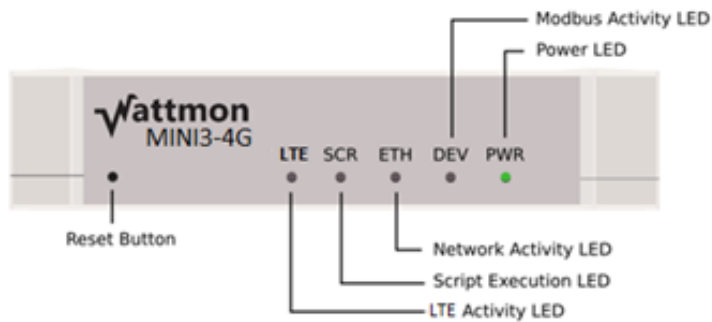 Modbus Activity LED
Power LED
Wattmon
MINI3-4G
LTE SCR ETH DEV PWR
Reset Button
Network Activity LED
Script Execution LED
LTE Activity LED